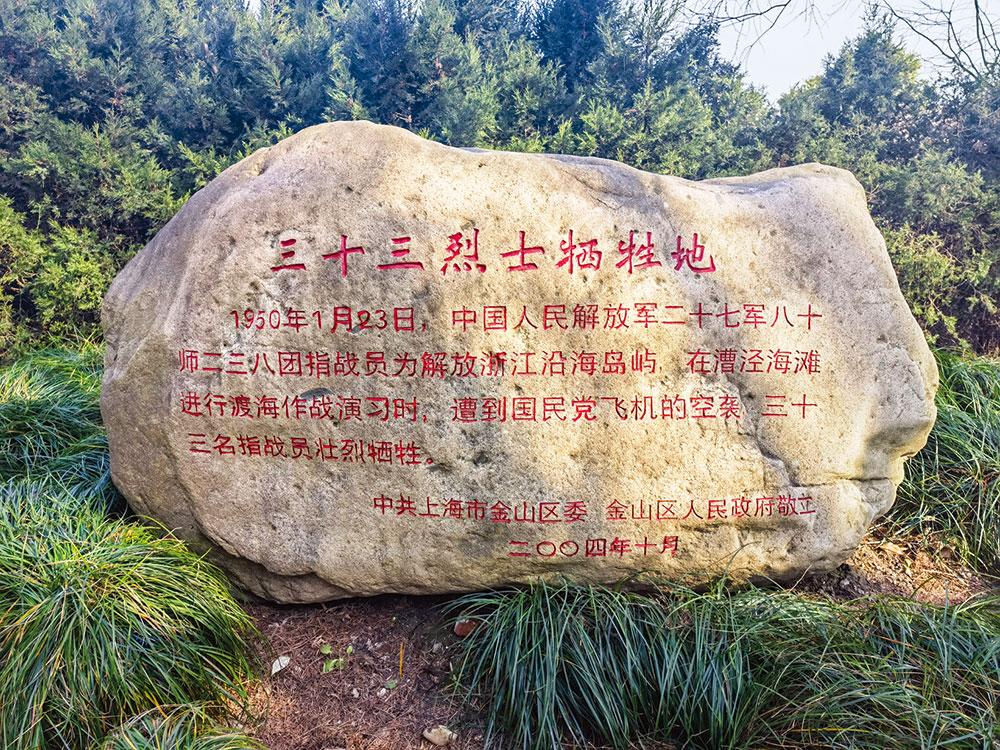 三十三烈士牺牲地
1950年1月23日，中国人民解放军二十七军八十
师二三八团指战员为解放浙江沿海岛屿，在漕泾海滩
进行渡海作战演习时，遭到国民党飞机的空袭 三十
三名指战员壮烈牺牲。
中共上海市金山区委 金山区人民政府敬立
二〇〇四年十月